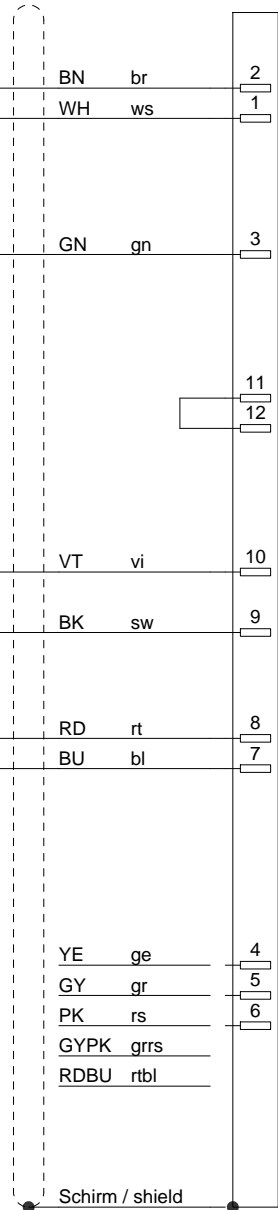 BN br 2
WH ws 1
GN gn 3
11
12
VT vi 10
BK sw 9
RD rt 8
BU bl 7
YE ge 4
GY gr 5
PK rs 6
GYPK grrs
RDBU rtbl
Schirm / shield